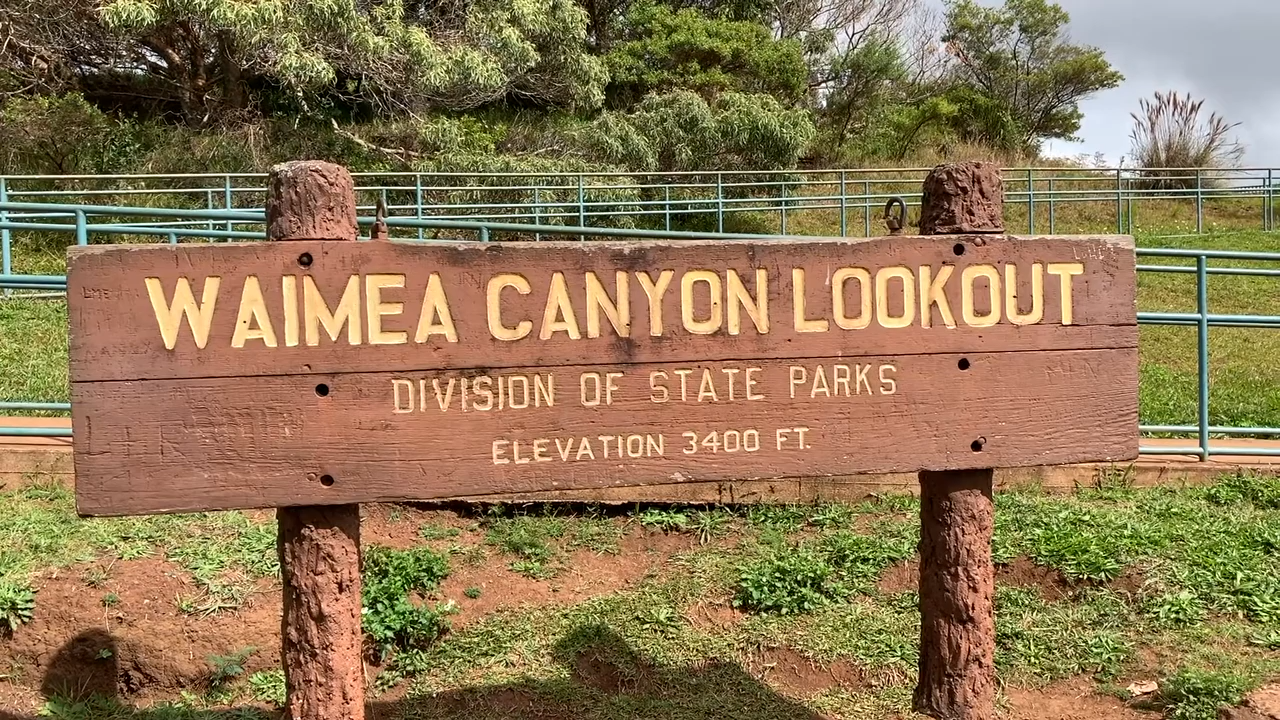 WAIMEA CANYON LOOKOUT
DIVISION OF STATE PARKS
ELEVATION 3400 FT.